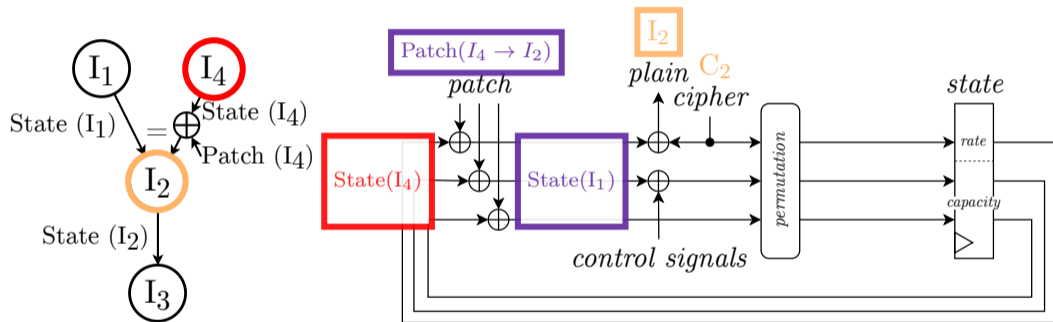 I₁
I₄
State (I₁)
=
State (I₄)
Patch (I₄)
I₂
State (I₂)
I₃
Patch(I₄ → I₂)
patch
I₂
plain
C₂
cipher
State(I₄)
State(I₁)
control signals
permutation
state
rate
capacity